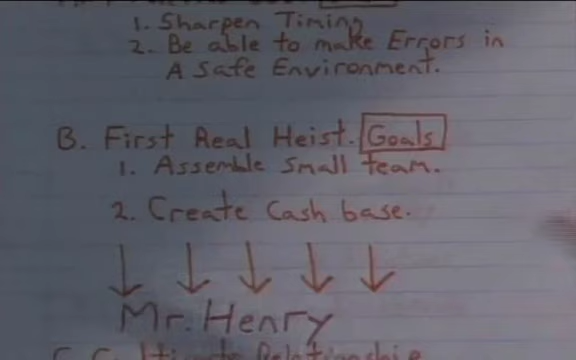 1. Sharpen Timing
2. Be able to make Errors in
A Safe Environment.
B. First Real Heist. Goals
1. Assemble Small team.
2. Create Cash base.
Mr. Henry
C. Relationship